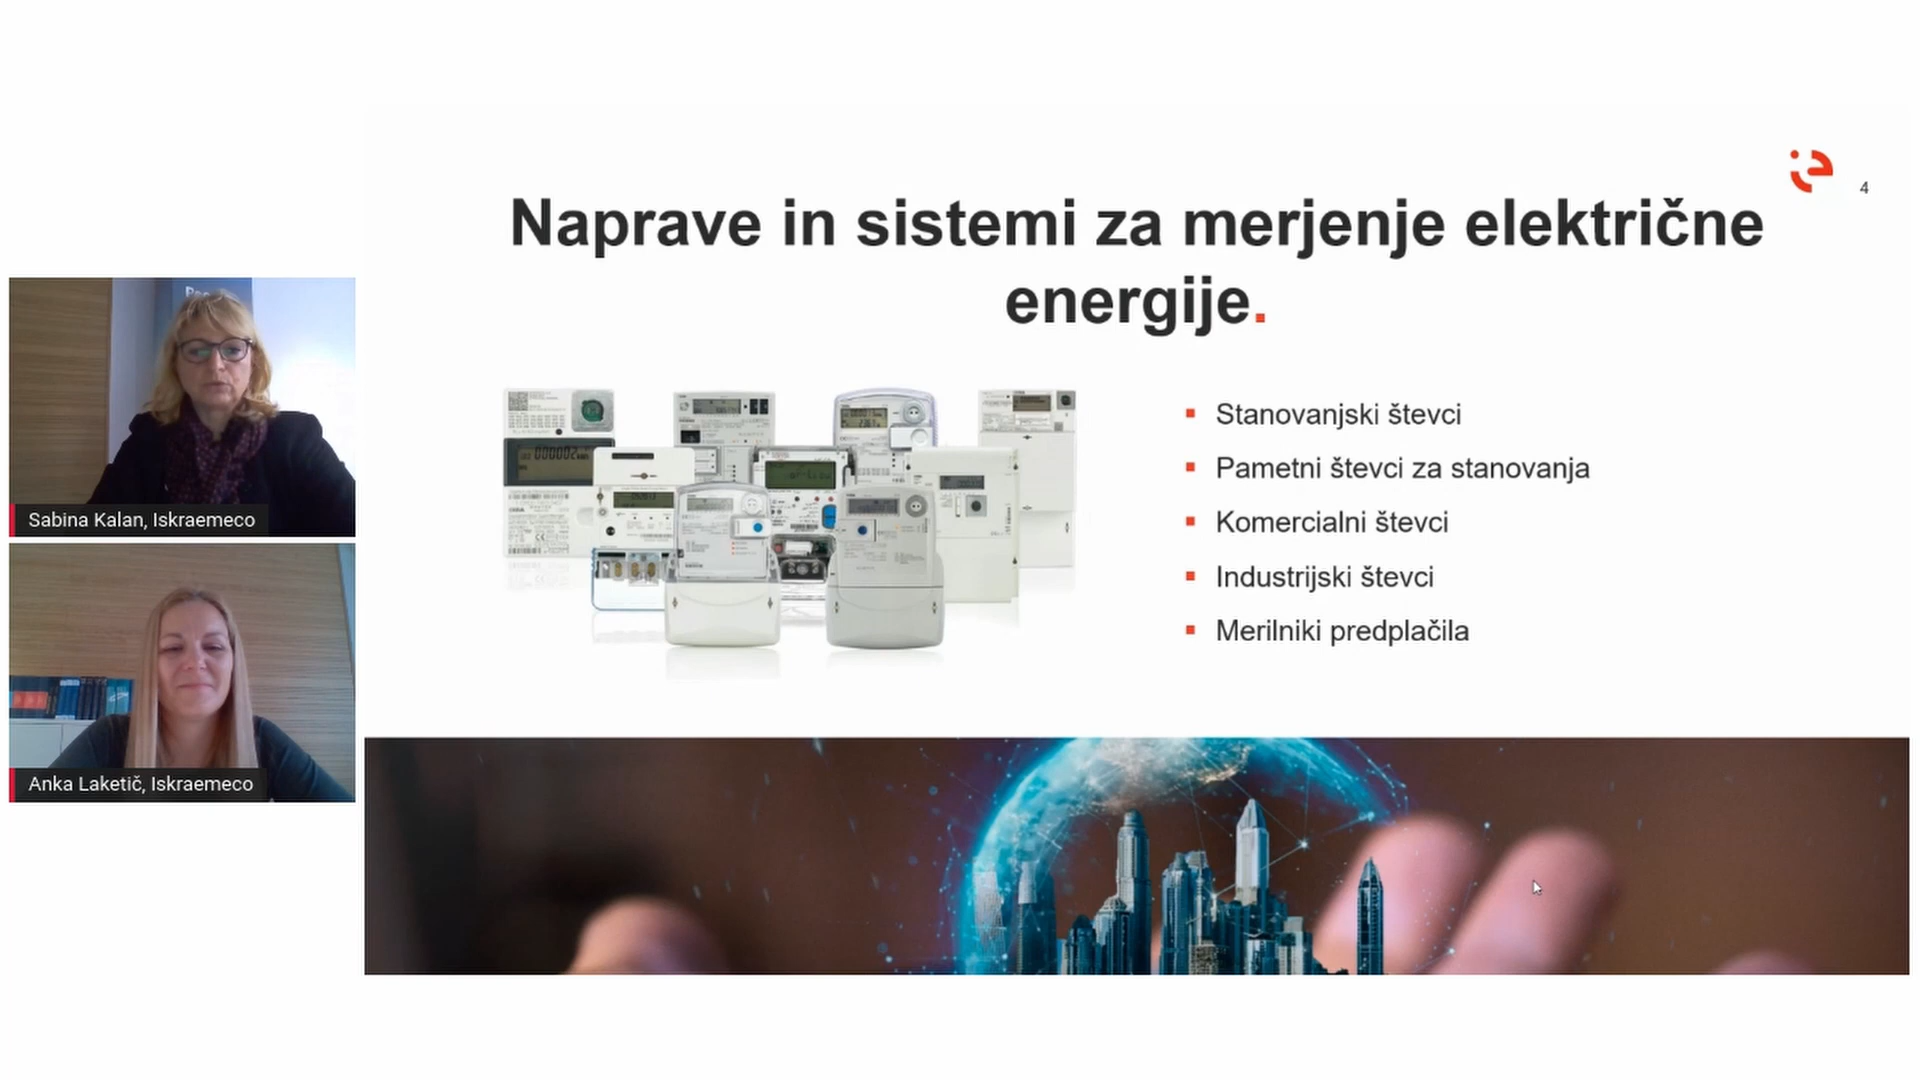 4
Naprave in sistemi za merjenje električne
energije.
Stanovanjski števci
Pametni števci za stanovanja
Komercialni števci
Industrijski števci
Merilniki predplačila
Sabina Kalan, Iskraemeco
Anka Laketič, Iskraemeco